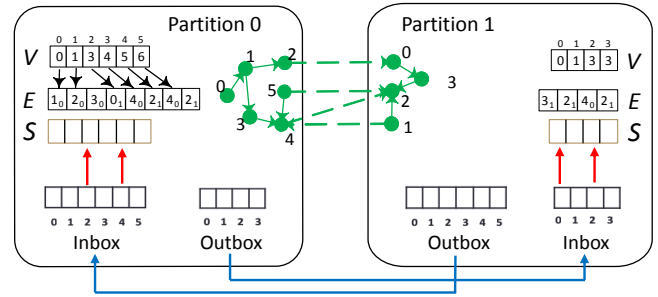 Partition 0
Partition 1
0 1 2 3 4 5
V 0 1 3 4 5 6
E 1₀ 2₀ 3₀ 0₁ 4₀ 2₁ 4₀ 2₁
S
0 1 2 3 4 5
Inbox
0 1 2 3
Outbox
0
1
2
3
4
5
0
3
2
1
0 1 2 3
0 1 3 3 V
3₁ 2₁ 4₀ 2₁ E
S
0 1 2 3 4 5
Outbox
0 1 2 3
Inbox